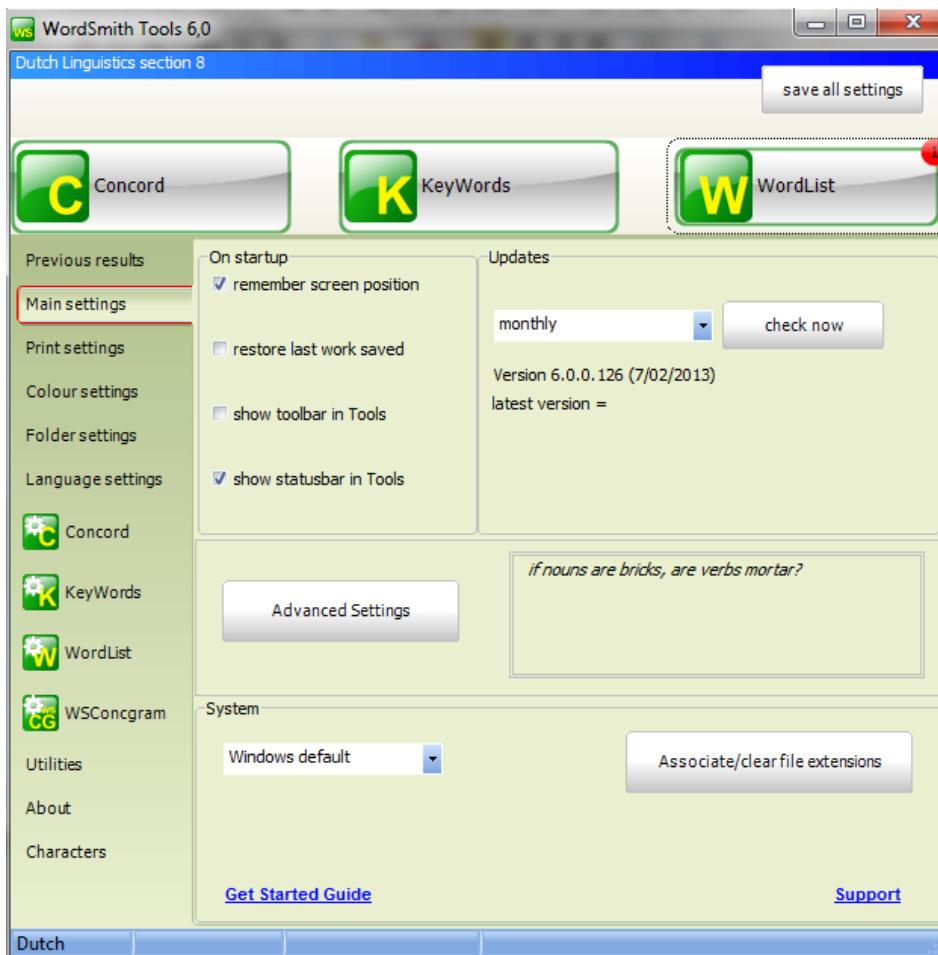 WordSmith Tools 6,0
Dutch Linguistics section 8
save all settings
C Concord
K KeyWords
W WordList
1
Previous results
Main settings
Print settings
Colour settings
Folder settings
Language settings
C Concord
K KeyWords
W WordList
WS CG WSConcgram
Utilities
About
Characters
On startup
remember screen position
restore last work saved
show toolbar in Tools
show statusbar in Tools
Updates
monthly
check now
Version 6.0.0.126 (7/02/2013)
latest version =
Advanced Settings
if nouns are bricks, are verbs mortar?
System
Windows default
Associate/clear file extensions
Get Started Guide
Support
Dutch